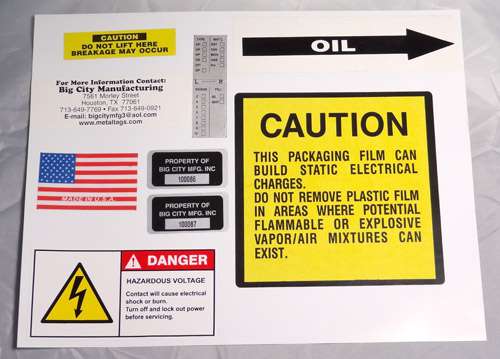 CAUTION
DO NOT LIFT HERE
BREAKAGE MAY OCCUR
For More Information Contact:
Big City Manufacturing
7561 Morley Street
Houston, TX 77061
713-649-7769 • Fax 713-649-0921
E-mail: bigcitymfg3@aol.com
www.metaltags.com
OIL
MADE IN U.S.A.
PROPERTY OF
BIG CITY MFG. INC
100086
PROPERTY OF
BIG CITY MFG. INC
100087
DANGER
HAZARDOUS VOLTAGE
Contact will cause electrical
shock or burn.
Turn off and lock out power
before servicing.
CAUTION
THIS PACKAGING FILM CAN
BUILD STATIC ELECTRICAL
CHARGES.
DO NOT REMOVE PLASTIC FILM
IN AREAS WHERE POTENTIAL
FLAMMABLE OR EXPLOSIVE
VAPOR/AIR MIXTURES CAN
EXIST.